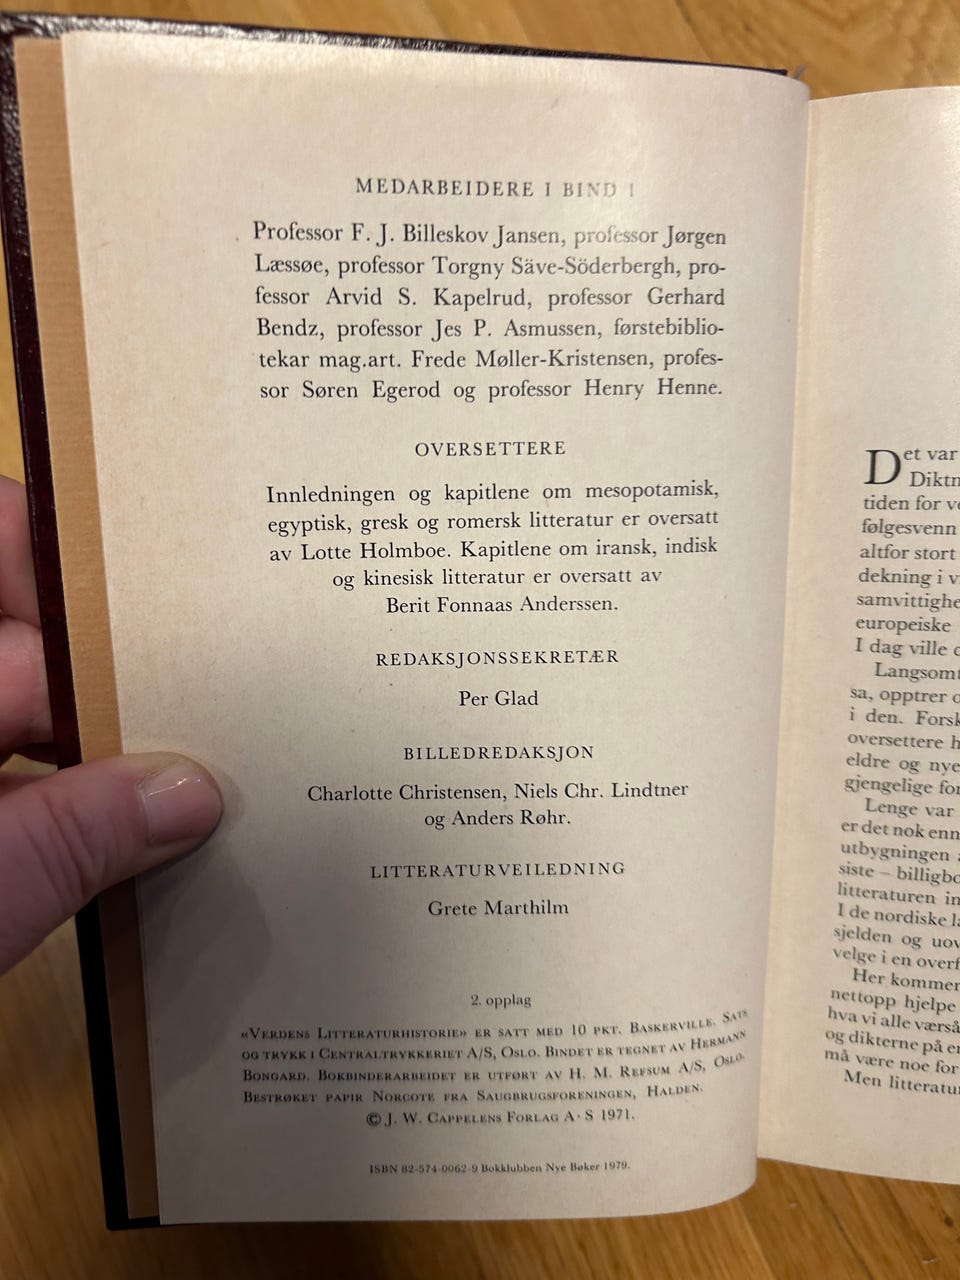 MEDARBEIDERE I BIND 1
Professor F. J. Billeskov Jansen, professor Jørgen
Læssøe, professor Torgny Säve-Söderbergh, pro-
fessor Arvid S. Kapelrud, professor Gerhard
Bendz, professor Jes P. Asmussen, førstebiblio-
tekar mag.art. Frede Møller-Kristensen, profes-
sor Søren Egerod og professor Henry Henne.
OVERSETTERE
Innledningen og kapitlene om mesopotamisk,
egyptisk, gresk og romersk litteratur er oversatt
av Lotte Holmboe. Kapitlene om iransk, indisk
og kinesisk litteratur er oversatt av
Berit Fonnaas Anderssen.
REDAKSJONSSEKRETÆR
Per Glad
BILLEDREDAKSJON
Charlotte Christensen, Niels Chr. Lindtner
og Anders Røhr.
LITTERATURVEILEDNING
Grete Marthilm
2. opplag
«VERDENS LITTERATURHISTORIE» ER SATT MED 10 PKT. BASKERVILLE. SATS
OG TRYKK I CENTRALTRYKKERIET A/S, OSLO. BINDET ER TEGNET AV HERMANN
BONGARD. BOKBINDERARBEIDET ER UTFØRT AV H. M. REFSUM A/S, OSLO.
BESTRØKET PAPIR NORCOTE FRA SAUGBRUGSFORENINGEN, HALDEN.
© J. W. CAPPELENS FORLAG A·S 1971.
ISBN 82-574-0062-9 Bokklubben Nye Bøker 1979.
Det var
Diktn
tiden for ve
følgesvenn
altfor stort
dekning i v
samvittighe
europeiske
I dag ville
Langsomt
sa, opptrer
i den. Forsk
oversettere h
eldre og nye
gjengelige for
Lenge var
er det nok enn
utbygningen
siste – billigbo
litteraturen in
I de nordiske la
sjelden og uov
velge i en overf
Her kommer
nettopp hjelpe
hva vi alle værså
og dikterne på en
må være noe for
Men litteratu